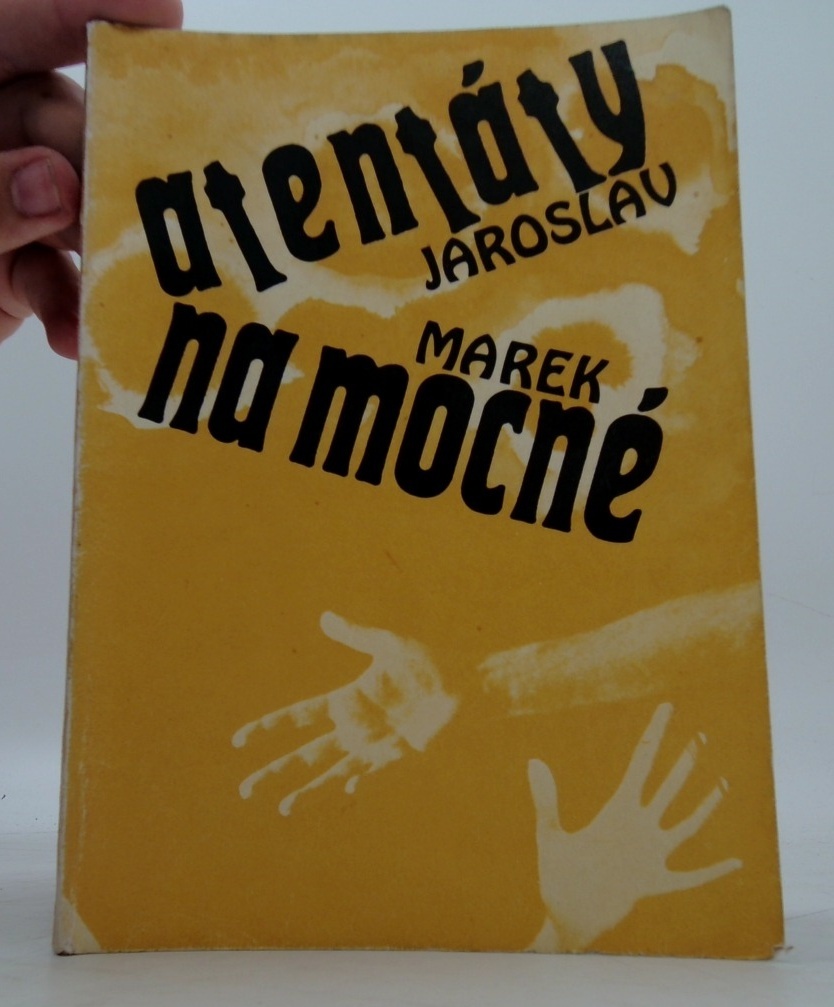 atentáty
JAROSLAV
MAREK
na mocné